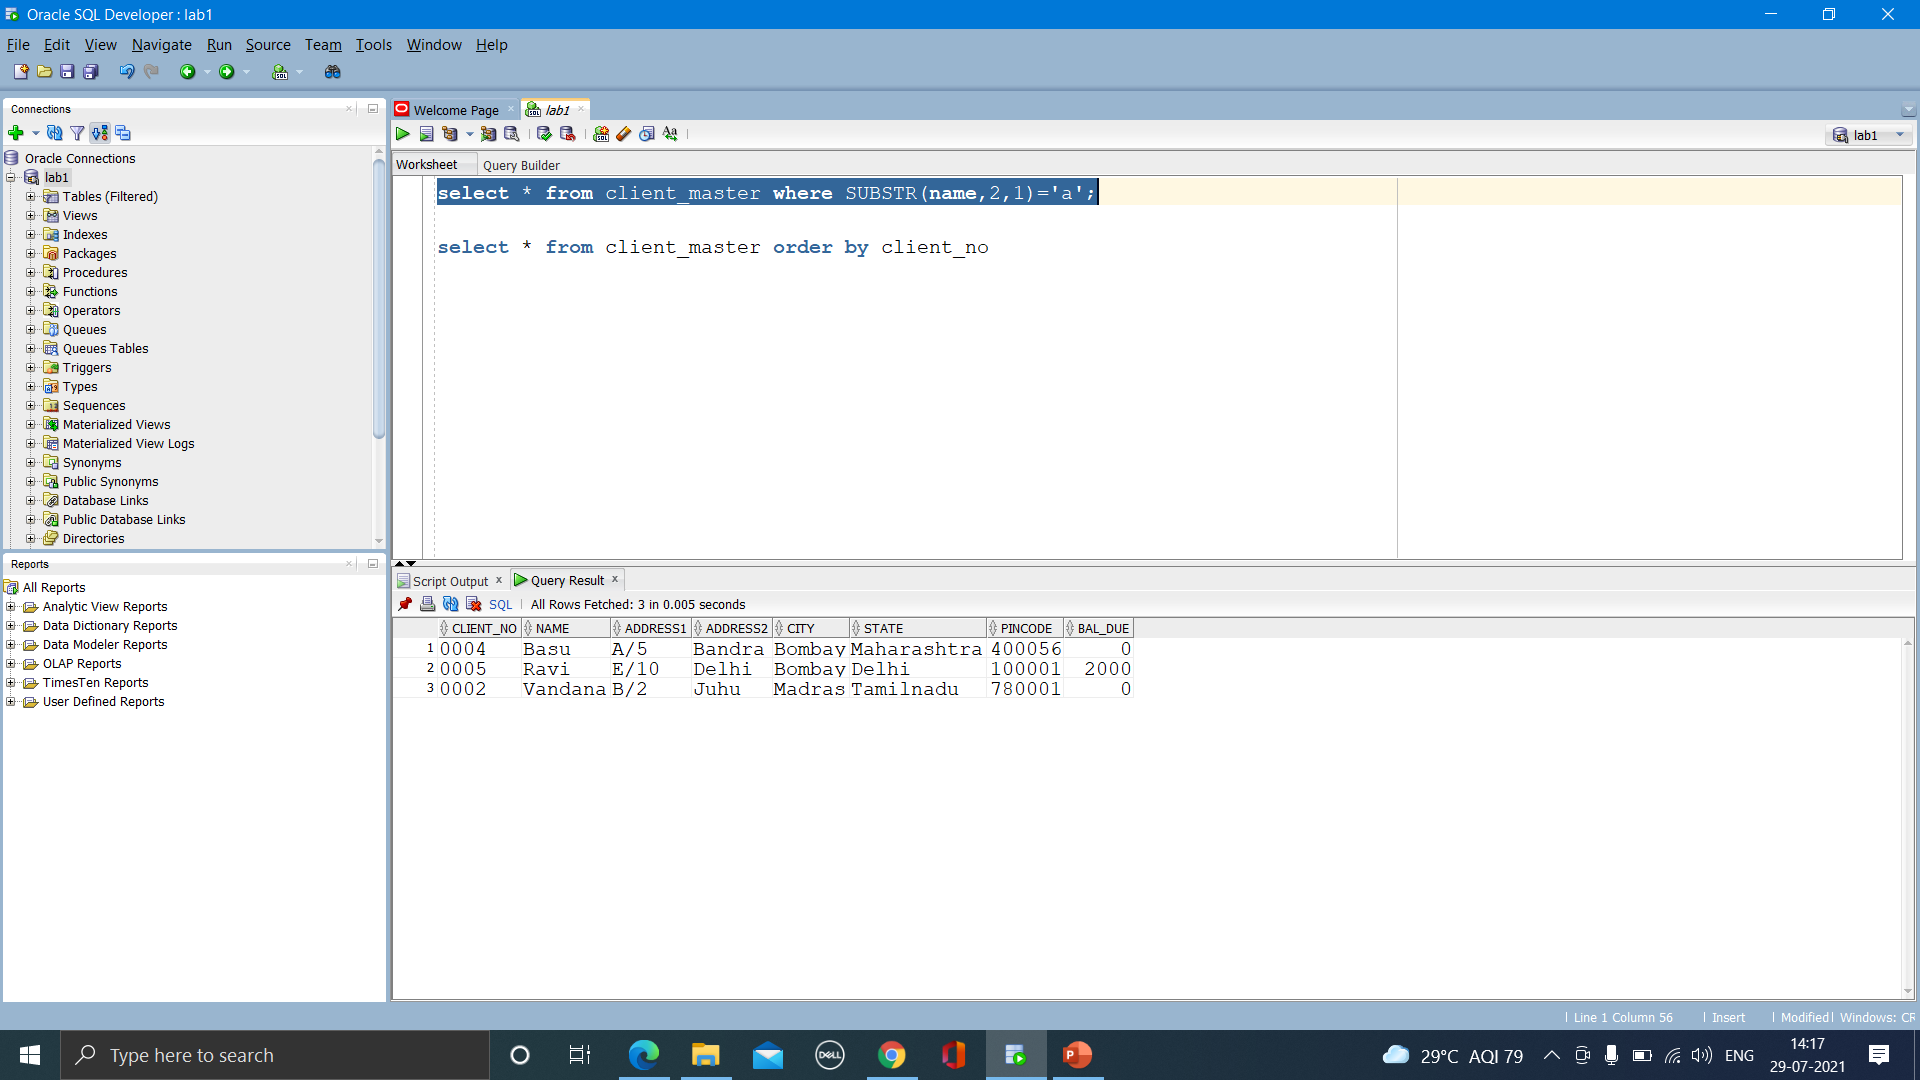 Oracle SQL Developer : lab1
File Edit View Navigate Run Source Team Tools Window Help
Connections
Oracle Connections
lab1
Tables (Filtered)
Views
Indexes
Packages
Procedures
Functions
Operators
Queues
Queues Tables
Triggers
Types
Sequences
Materialized Views
Materialized View Logs
Synonyms
Public Synonyms
Database Links
Public Database Links
Directories
Reports
All Reports
Analytic View Reports
Data Dictionary Reports
Data Modeler Reports
OLAP Reports
TimesTen Reports
User Defined Reports
Welcome Page lab1
lab1
Worksheet Query Builder
select * from client_master where SUBSTR(name,2,1)='a';
select * from client_master order by client_no
Script Output Query Result
SQL All Rows Fetched: 3 in 0.005 seconds
CLIENT_NO NAME ADDRESS1 ADDRESS2 CITY STATE PINCODE BAL_DUE
1 0004 Basu A/5 Bandra Bombay Maharashtra 400056 0
2 0005 Ravi E/10 Delhi Bombay Delhi 100001 2000
3 0002 Vandana B/2 Juhu Madras Tamilnadu 780001 0
Line 1 Column 56 Insert Modified Windows: CR
Type here to search
DELL
29°C AQI 79 ENG
14:17
29-07-2021